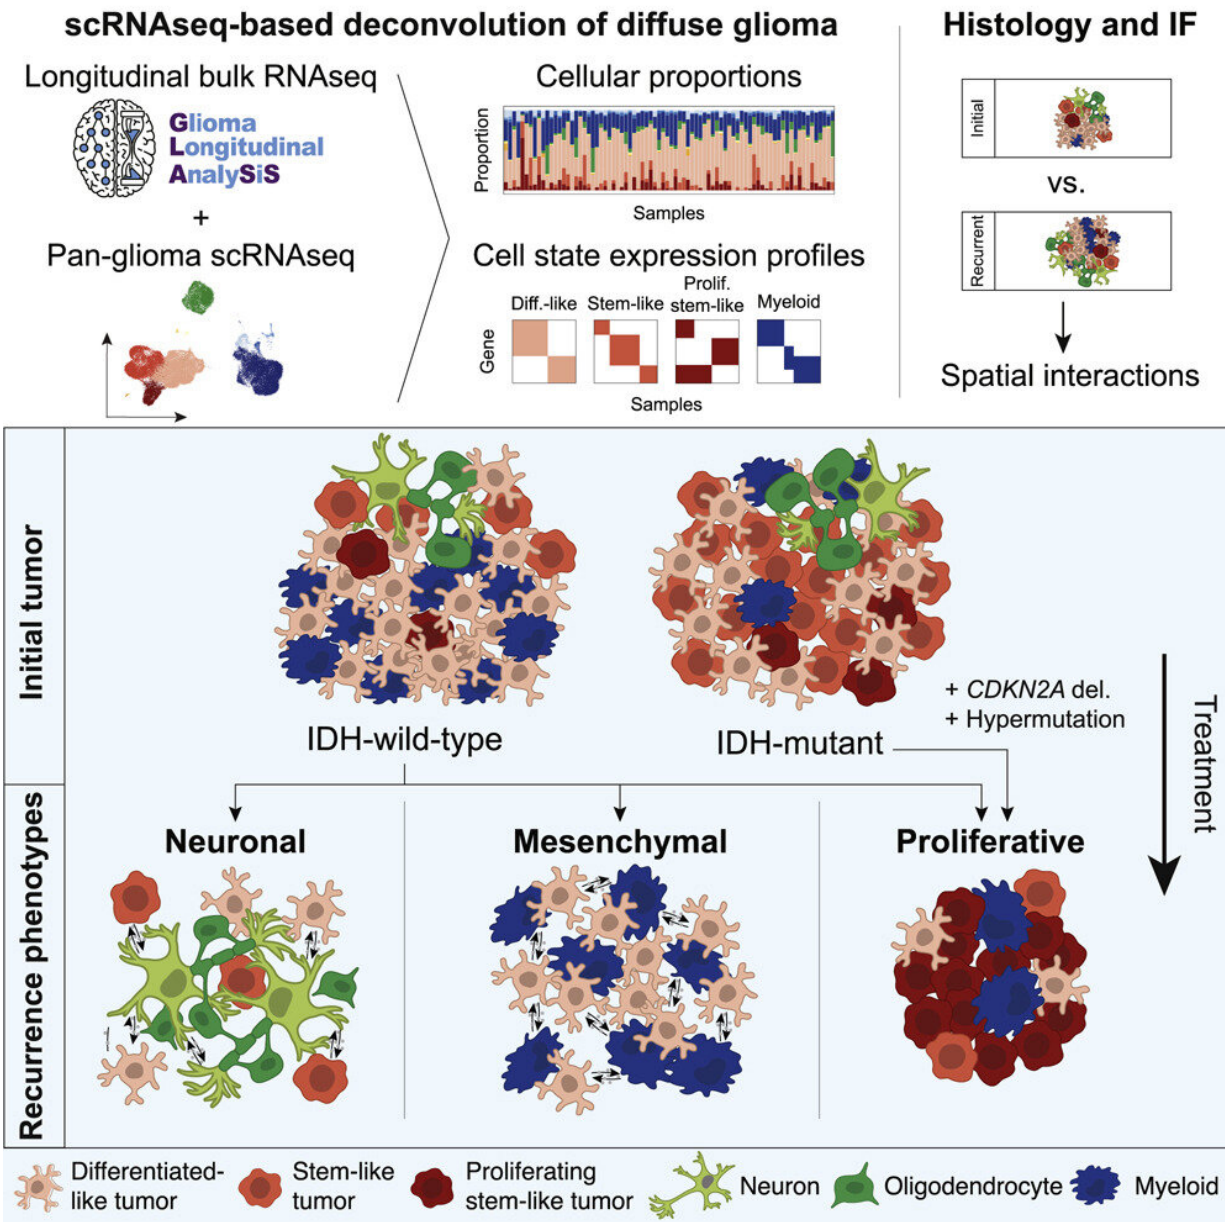 scRNAseq-based deconvolution of diffuse glioma
Longitudinal bulk RNAseq
Glioma
Longitudinal
AnalySiS
+
Pan-glioma scRNAseq
Cellular proportions
Proportion
Samples
Cell state expression profiles
Diff.-like
Stem-like
Prolif.
stem-like
Myeloid
Gene
Samples
Histology and IF
Initial
vs.
Recurrent
Spatial interactions
Initial tumor
IDH-wild-type
IDH-mutant
+ CDKN2A del.
+ Hypermutation
Treatment
Recurrence phenotypes
Neuronal
Mesenchymal
Proliferative
Differentiated-
like tumor
Stem-like
tumor
Proliferating
stem-like tumor
Neuron
Oligodendrocyte
Myeloid